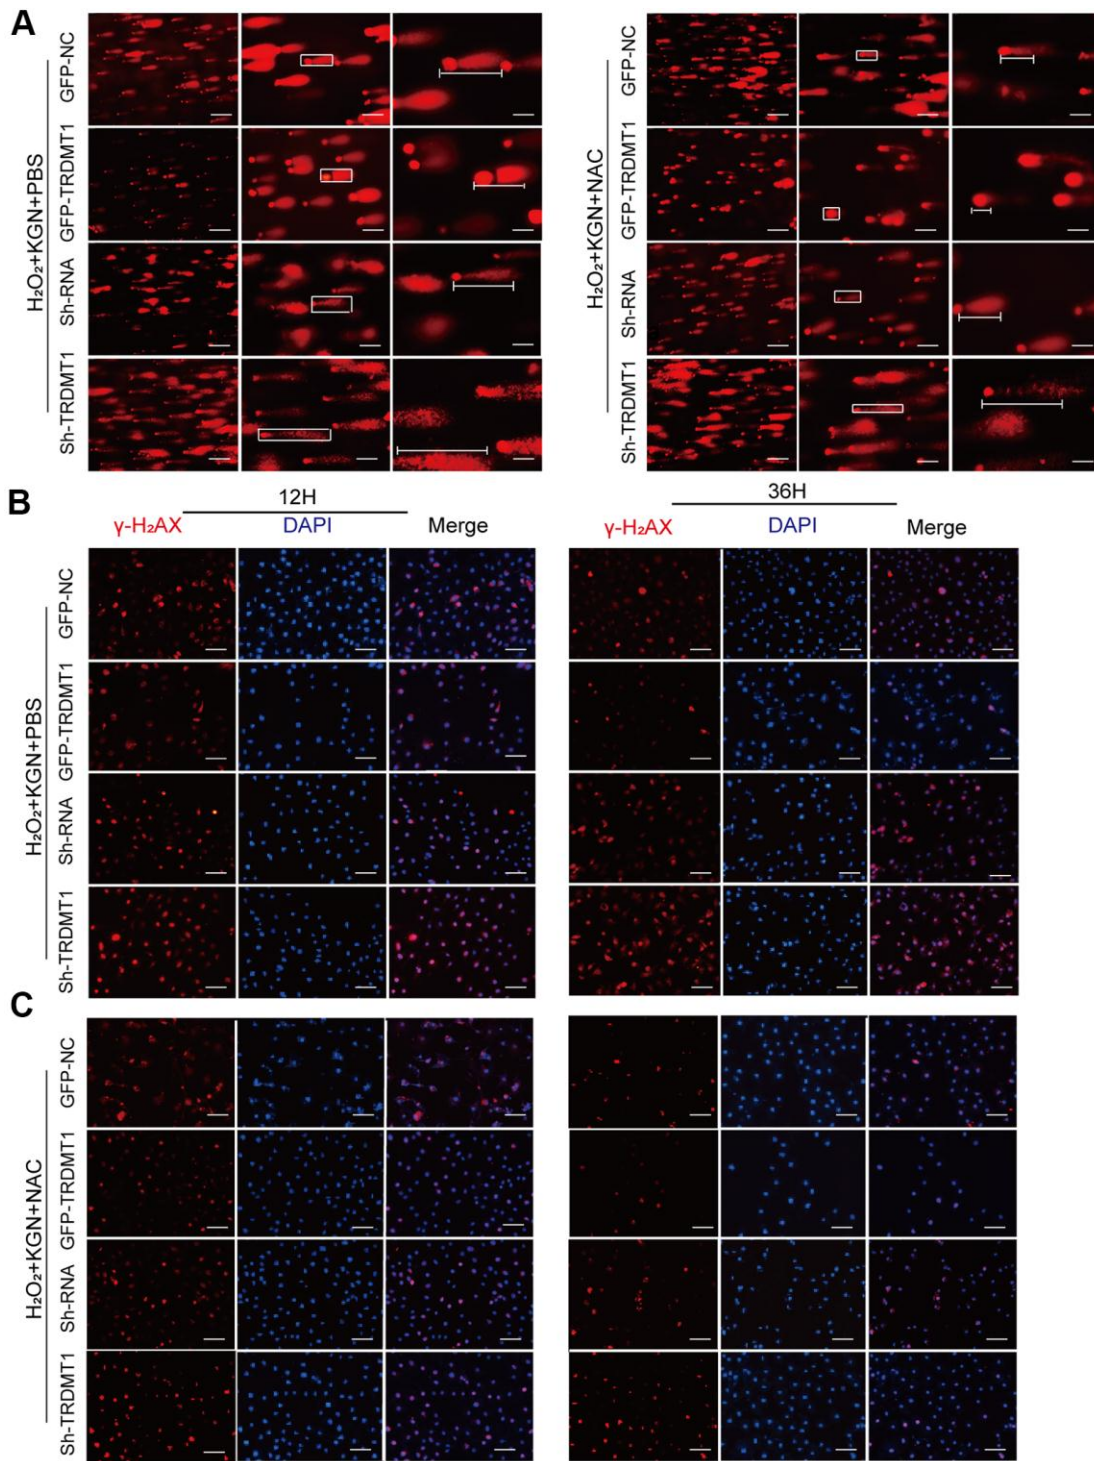 A
H₂O₂+KGN+PBS
GFP-NC
GFP-TRDMT1
Sh-RNA
Sh-TRDMT1
H₂O₂+KGN+NAC
GFP-NC
GFP-TRDMT1
Sh-RNA
Sh-TRDMT1
B
12H
γ-H₂AX DAPI Merge
36H
γ-H₂AX DAPI Merge
H₂O₂+KGN+PBS
GFP-NC
GFP-TRDMT1
Sh-RNA
Sh-TRDMT1
C
H₂O₂+KGN+NAC
GFP-NC
GFP-TRDMT1
Sh-RNA
Sh-TRDMT1